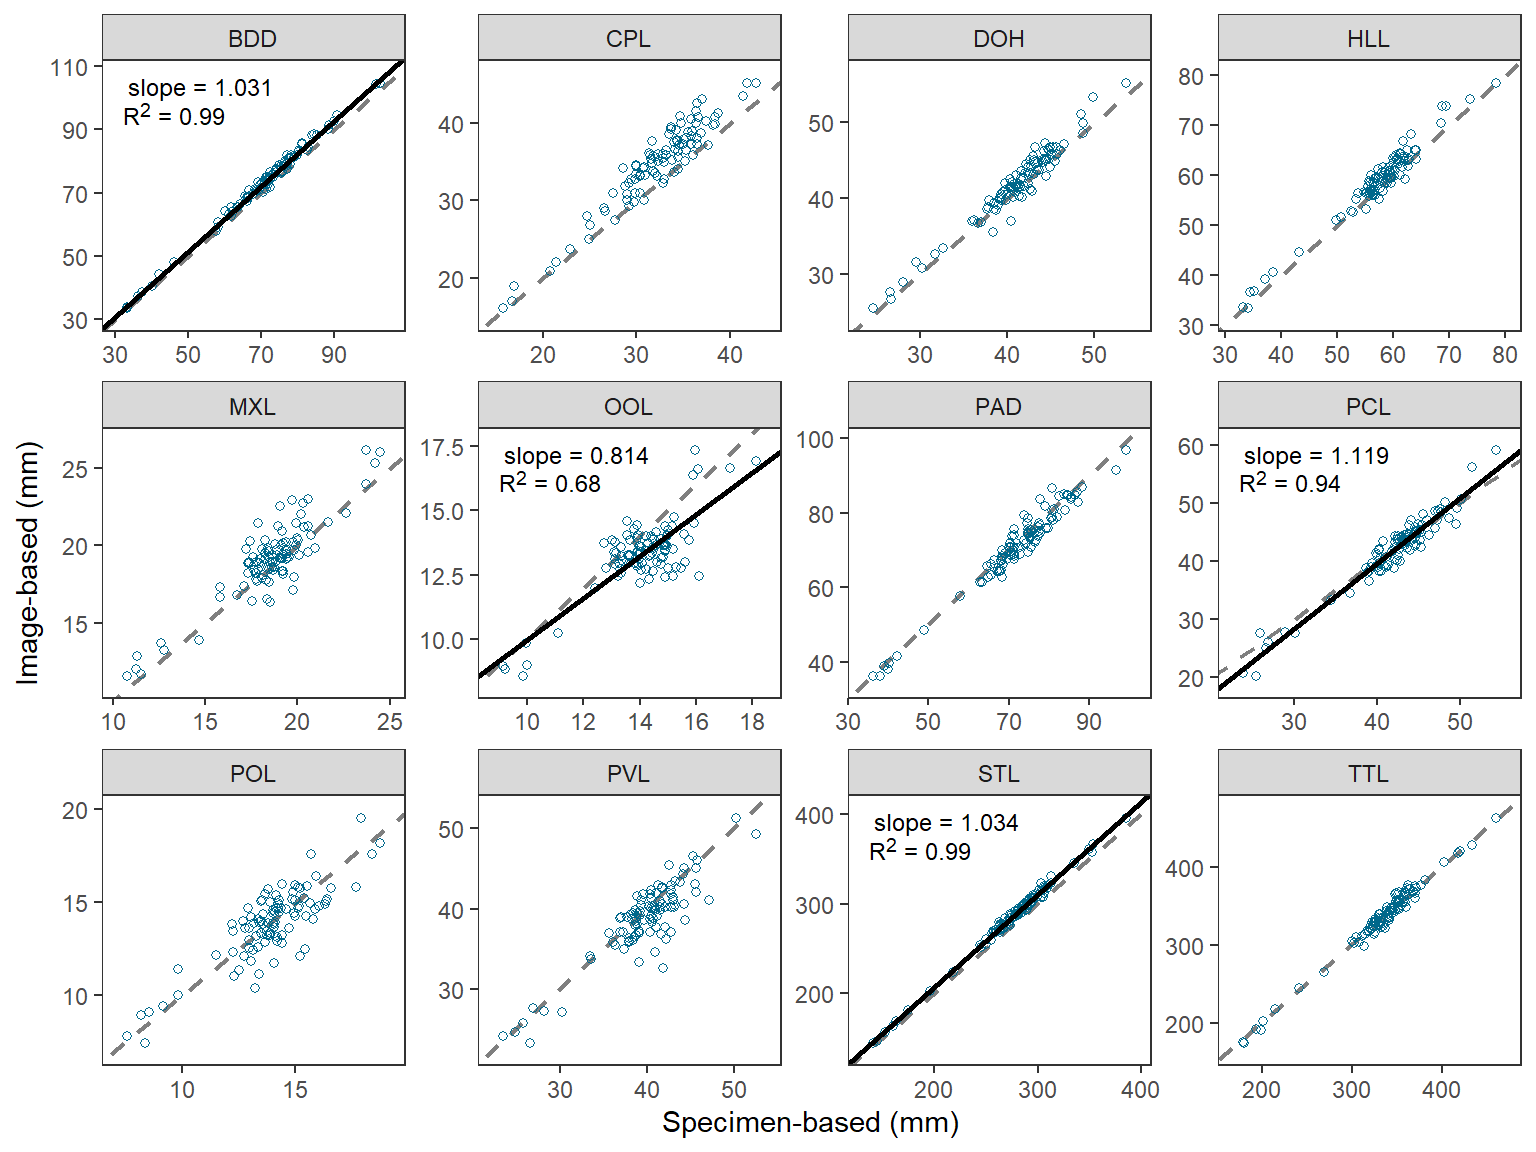 BDD CPL DOH HLL
110
90
70
50
30
slope = 1.031
R² = 0.99
30 50 70 90
40
30
20
20 30 40
50
40
30
30 40 50
80
70
60
50
40
30
30 40 50 60 70 80
MXL OOL PAD PCL
25
20
15
10 15 20 25
17.5
15.0
12.5
10.0
slope = 0.814
R² = 0.68
10 12 14 16 18
100
80
60
40
30 50 70 90
60
50
40
30
20
slope = 1.119
R² = 0.94
30 40 50
POL PVL STL TTL
20
15
10
10 15
50
40
30
30 40 50
400
300
200
slope = 1.034
R² = 0.99
200 300 400
400
300
200
200 300 400
Image-based (mm)
Specimen-based (mm)